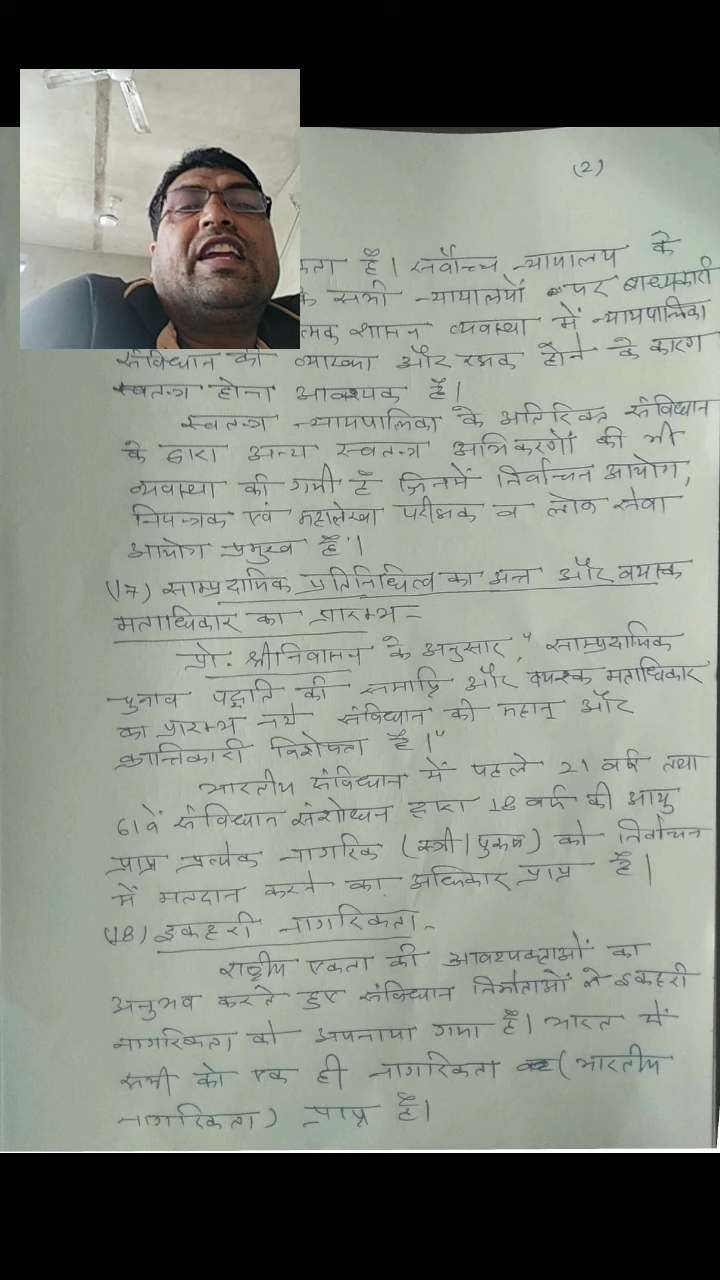 (2)
है। सर्वोच्च न्यायालय के
के सभी न्यायालयों पर बाध्यकारी
शासन व्यवस्था में न्यायपालिका
संविधान की व्याख्या और रक्षक होने के कारण
स्वतन्त्र होना आवश्यक है।
स्वतन्त्र न्यायपालिका के अतिरिक्त संविधान
के द्वारा अन्य स्वतन्त्र अभिकरणों की भी
व्यवस्था की गयी है जिनमें निर्वाचन आयोग,
नियन्त्रक एवं महालेखा परीक्षक व लोक सेवा
आयोग प्रमुख है।
(17) साम्प्रदायिक प्रतिनिधित्व का अन्त और वयस्क
मताधिकार का प्रारम्भ-
प्रो. श्रीनिवासन के अनुसार, "साम्प्रदायिक
चुनाव पद्धति की समाप्ति और वयस्क मताधिकार
का प्रारम्भ नये संविधान की महान् और
क्रान्तिकारी विशेषता है।"
भारतीय संविधान में पहले 21 वर्ष तथा
61वें संविधान संशोधन द्वारा 18 वर्ष की आयु
प्राप्त प्रत्येक नागरिक (स्त्री/पुरूष) को निर्वाचन
में मतदान करने का अधिकार प्राप्त है।
(18) इकहरी नागरिकता-
राष्ट्रीय एकता की आवश्यकताओं का
अनुभव करते हुए संविधान निर्माताओं ने इकहरी
नागरिकता को अपनाया गया है। भारत में
सभी को एक ही नागरिकता (भारतीय
नागरिकता) प्राप्त है।